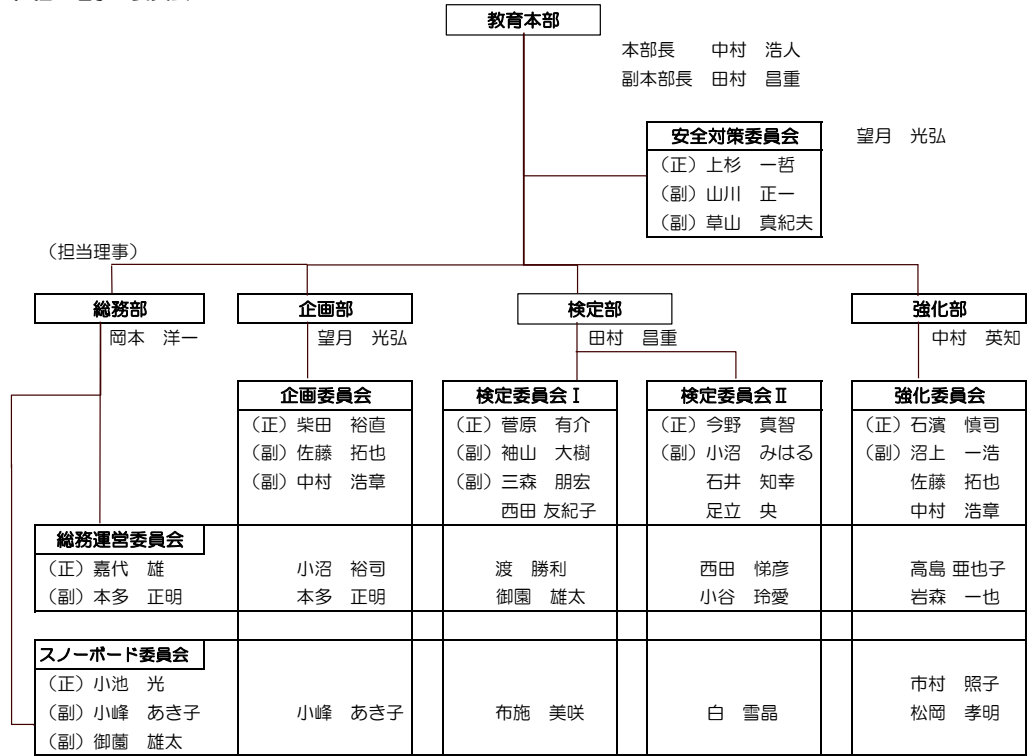 教育本部
本部長 中村 浩人
副本部長 田村 昌重
安全対策委員会 望月 光弘
(正)上杉 一哲
(副)山川 正一
(副)草山 真紀夫
(担当理事)
総務部 企画部 検定部 強化部
岡本 洋一 望月 光弘 田村 昌重 中村 英知
企画委員会 検定委員会Ⅰ 検定委員会Ⅱ 強化委員会
(正)柴田 裕直 (正)菅原 有介 (正)今野 真智 (正)石濱 慎司
(副)佐藤 拓也 (副)袖山 大樹 (副)小沼 みはる (副)沼上 一浩
(副)中村 浩章 (副)三森 朋宏 石井 知幸 佐藤 拓也
西田 友紀子 足立 央 中村 浩章
総務運営委員会
(正)嘉代 雄 小沼 裕司 渡 勝利 西田 悌彦 高島 亜也子
(副)本多 正明 本多 正明 御園 雄太 小谷 玲愛 岩森 一也
スノーボード委員会
(正)小池 光 市村 照子
(副)小峰 あき子 小峰 あき子 布施 美咲 白 雪晶 松岡 孝明
(副)御薗 雄太